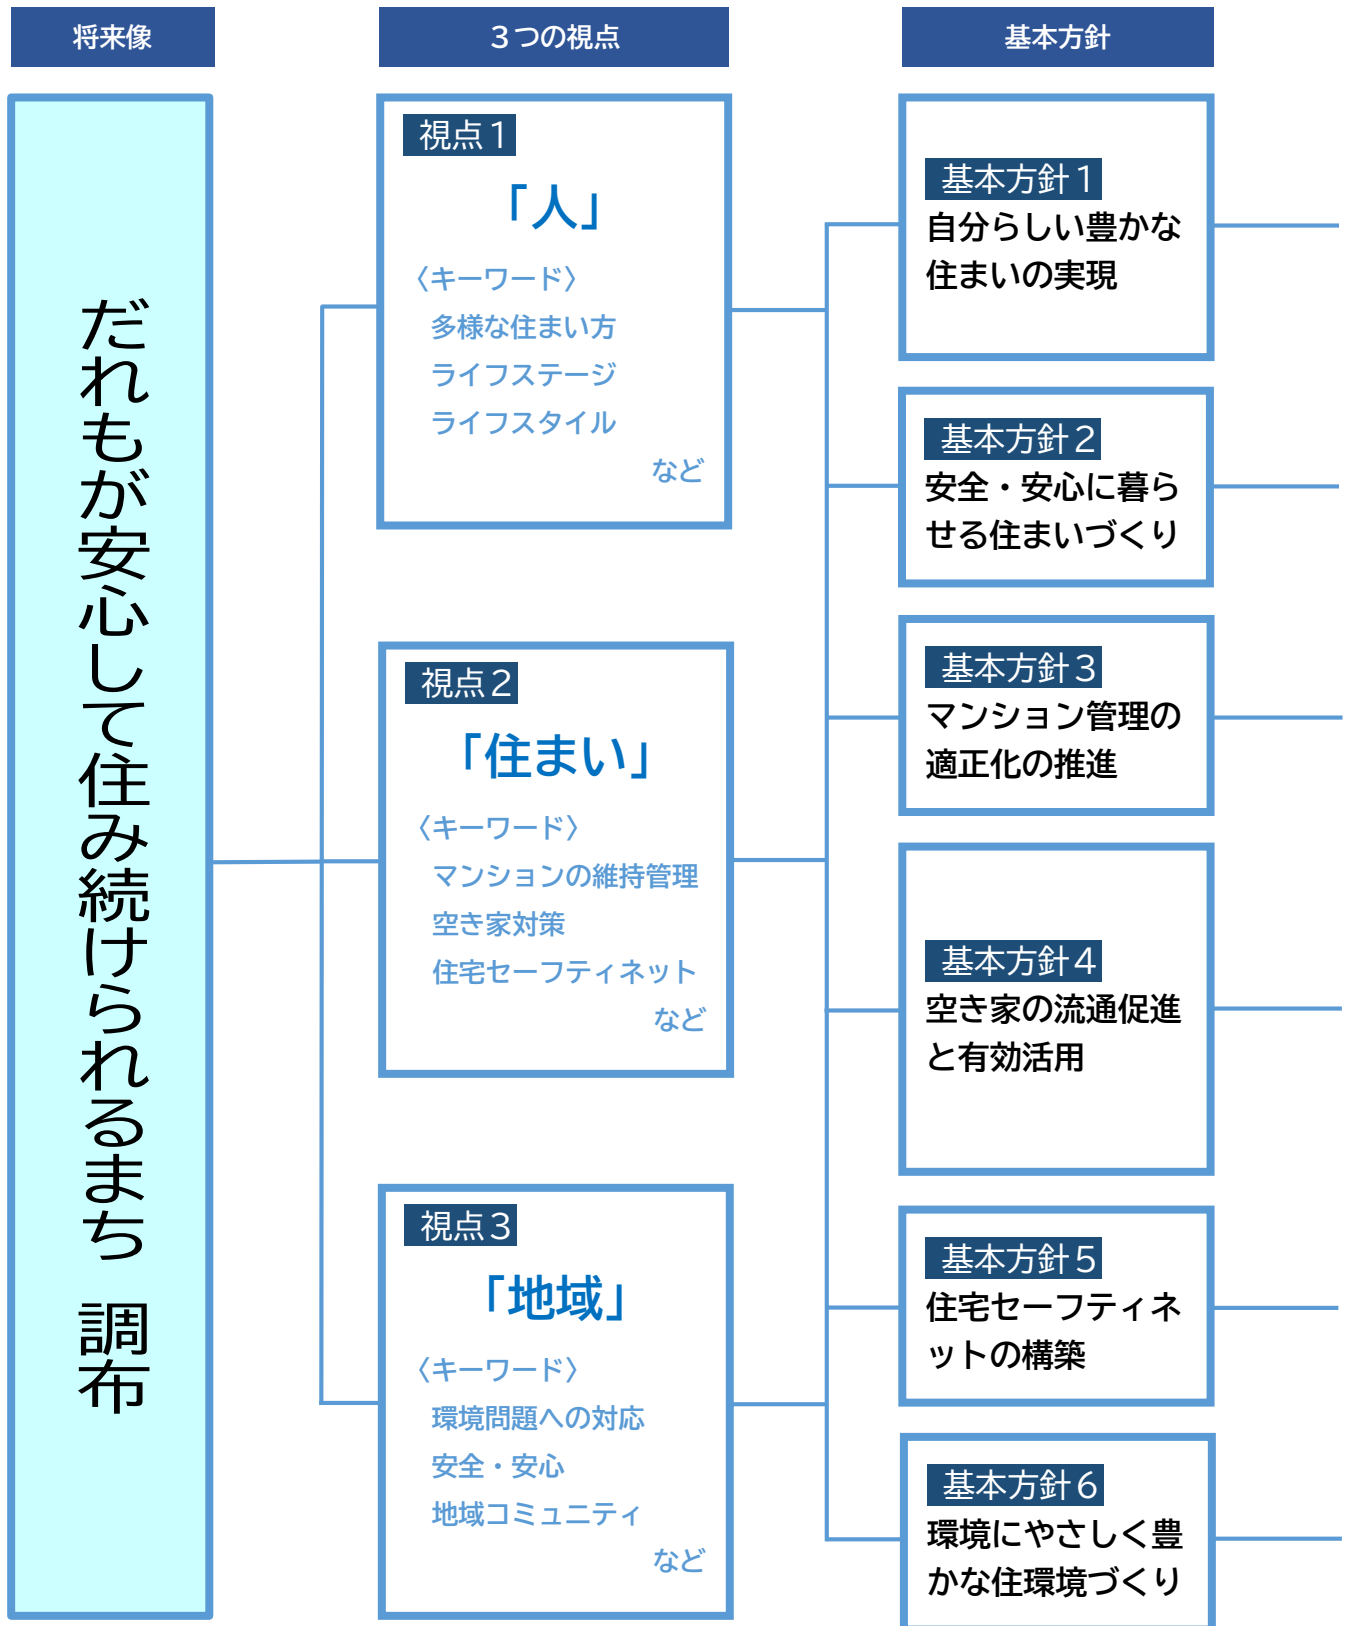 将来像
３つの視点
基本方針
だれもが安心して住み続けられるまち　調布
視点１
「人」
〈キーワード〉
多様な住まい方
ライフステージ
ライフスタイル
など
視点２
「住まい」
〈キーワード〉
マンションの維持管理
空き家対策
住宅セーフティネット
など
視点３
「地域」
〈キーワード〉
環境問題への対応
安全・安心
地域コミュニティ
など
基本方針１
自分らしい豊かな
住まいの実現
基本方針２
安全・安心に暮ら
せる住まいづくり
基本方針３
マンション管理の
適正化の推進
基本方針４
空き家の流通促進
と有効活用
基本方針５
住宅セーフティネ
ットの構築
基本方針６
環境にやさしく豊
かな住環境づくり